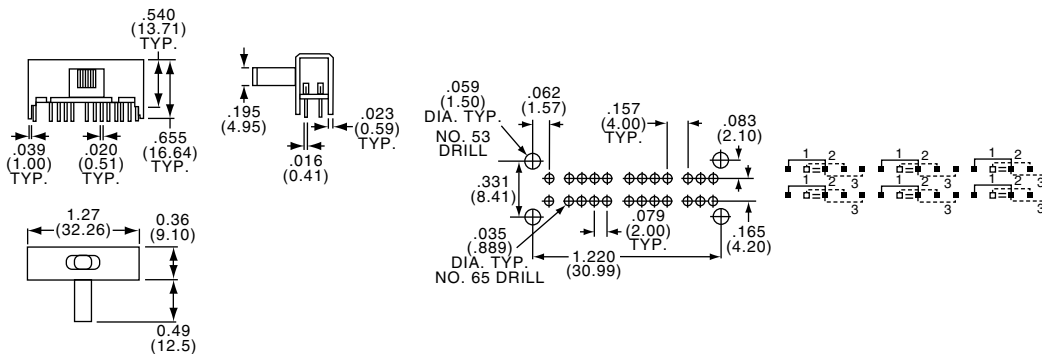 .540
(13.71)
TYP.
.039
(1.00)
TYP.
.020
(0.51)
TYP.
.655
(16.64)
TYP.
.195
(4.95)
.023
(0.59)
TYP.
.016
(0.41)
1.27
(32.26)
0.36
(9.10)
0.49
(12.5)
.059
(1.50)
DIA. TYP.
NO. 53
DRILL
.062
(1.57)
.157
(4.00)
TYP.
.083
(2.10)
.331
(8.41)
.035
(.889)
DIA. TYP.
NO. 65 DRILL
.079
(2.00)
TYP.
.165
(4.20)
1.220
(30.99)
1 2 1 2 1 2
3 3 3
1 2 1 2 1 2
3 3 3